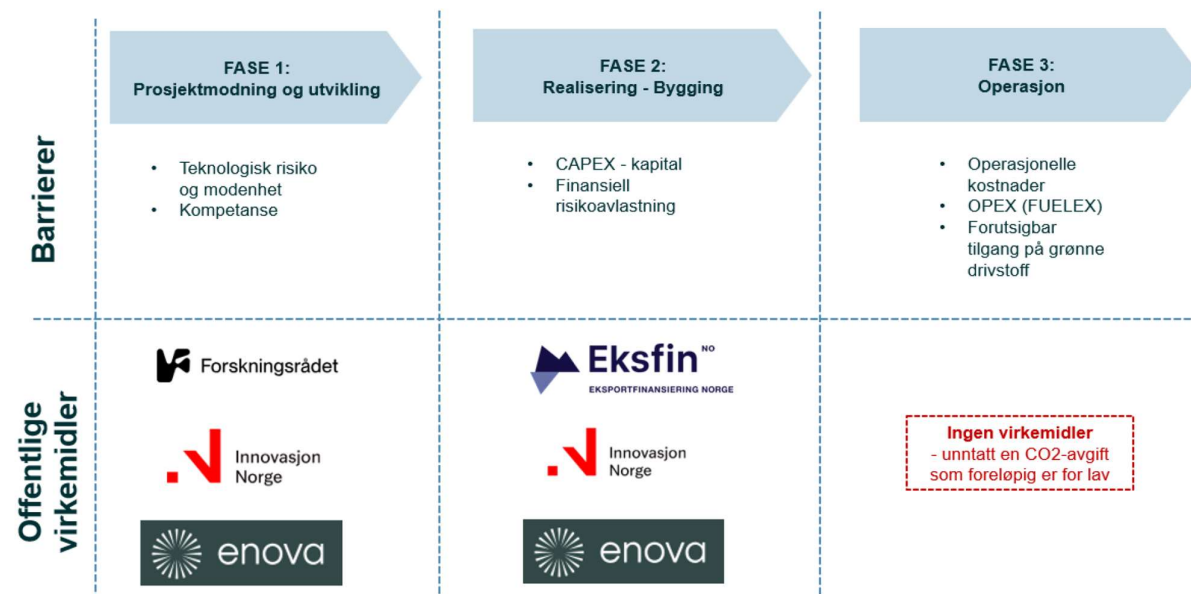 FASE 1:
Prosjektmodning og utvikling
FASE 2:
Realisering - Bygging
FASE 3:
Operasjon
Barrierer
• Teknologisk risiko
og modenhet
• Kompetanse
• CAPEX - kapital
• Finansiell
risikoavlastning
• Operasjonelle
kostnader
• OPEX (FUELEX)
• Forutsigbar
tilgang på grønne
drivstoff
Offentlige
virkemidler
Forskningsrådet
Innovasjon
Norge
enova
Eksfin NO
EKSPORTFINANSIERING NORGE
Innovasjon
Norge
enova
Ingen virkemidler
- unntatt en CO2-avgift
som foreløpig er for lav